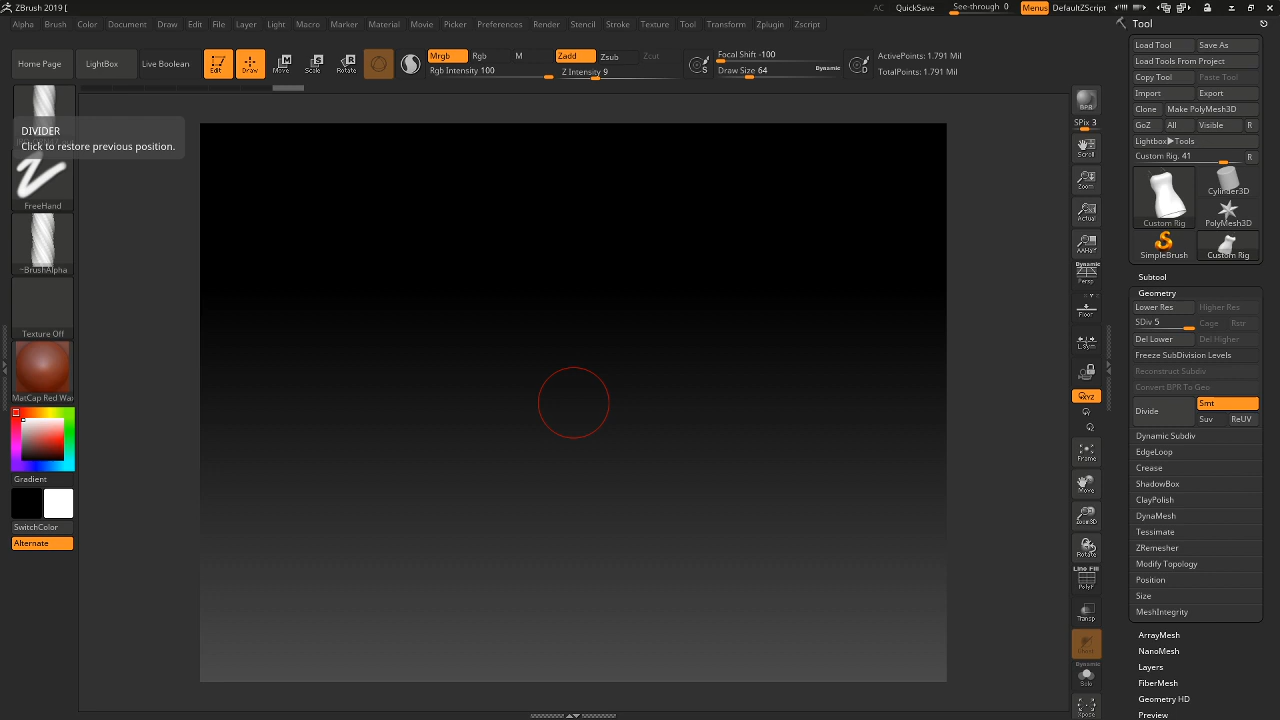 ZBrush 2019 [
AC
QuickSave
See-through 0
Menus
DefaultZScript
Alpha
Brush
Color
Document
Draw
Edit
File
Layer
Light
Macro
Marker
Material
Movie
Picker
Preferences
Render
Stencil
Stroke
Texture
Tool
Transform
Zplugin
Zscript
Home Page
LightBox
Live Boolean
Edit
Draw
Move
Scale
Rotate
Mrgb
Rgb
M
Rgb Intensity 100
Zadd
Zsub
Zcut
Z Intensity 9
S
Focal Shift -100
Draw Size 64
Dynamic
D
ActivePoints: 1.791 Mil
TotalPoints: 1.791 Mil
DIVIDER
Click to restore previous position.
FreeHand
~BrushAlpha
Texture Off
MatCap Red Wa
Gradient
SwitchColor
Alternate
BPR
SPix 3
Scroll
Zoom
Actual
AAHalf
Dynamic
Persp
Floor
L.Sym
XYZ
Frame
Move
Zoom3D
Rotate
Line Fill
PolyF
Transp
Ghost
Dynamic
Solo
Xpose
Tool
Load Tool
Save As
Load Tools From Project
Copy Tool
Paste Tool
Import
Export
Clone
Make PolyMesh3D
GoZ
All
Visible
R
Lightbox▶Tools
Custom Rig. 41
R
Custom Rig
Cylinder3D
PolyMesh3D
SimpleBrush
Custom Rig
Subtool
Geometry
Lower Res
Higher Res
SDiv 5
Cage
Rstr
Del Lower
Del Higher
Freeze SubDivision Levels
Reconstruct Subdiv
Convert BPR To Geo
Divide
Smt
Suv
ReUV
Dynamic Subdiv
EdgeLoop
Crease
ShadowBox
ClayPolish
DynaMesh
Tessimate
ZRemesher
Modify Topology
Position
Size
MeshIntegrity
ArrayMesh
NanoMesh
Layers
FiberMesh
Geometry HD
Preview